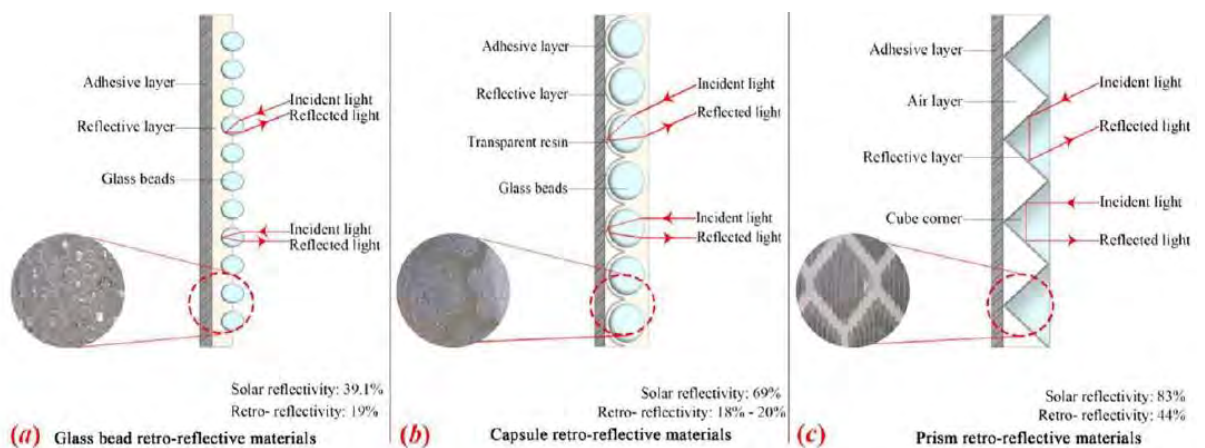 Adhesive layer
Reflective layer
Glass beads
Incident light
Reflected light
Incident light
Reflected light
Solar reflectivity: 39.1%
Retro- reflectivity: 19%
(a) Glass bead retro-reflective materials
Adhesive layer
Reflective layer
Transparent resin
Glass beads
Incident light
Reflected light
Incident light
Reflected light
Solar reflectivity: 69%
Retro- reflectivity: 18% - 20%
(b) Capsule retro-reflective materials
Adhesive layer
Air layer
Reflective layer
Cube corner
Incident light
Reflected light
Incident light
Reflected light
Solar reflectivity: 83%
Retro- reflectivity: 44%
(c) Prism retro-reflective materials